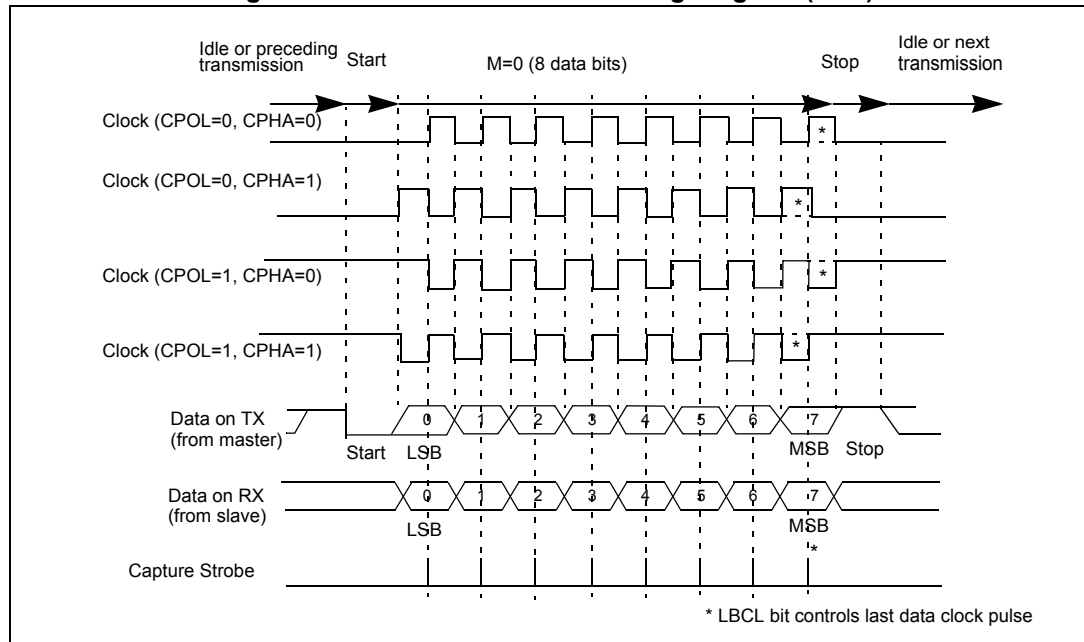 Idle or preceding transmission
Start
M=0 (8 data bits)
Stop
Idle or next transmission
Clock (CPOL=0, CPHA=0)
*
Clock (CPOL=0, CPHA=1)
*
Clock (CPOL=1, CPHA=0)
*
Clock (CPOL=1, CPHA=1)
*
Data on TX
(from master)
0 1 2 3 4 5 6 7
Start LSB MSB Stop
Data on RX
(from slave)
0 1 2 3 4 5 6 7
LSB MSB
*
Capture Strobe
* LBCL bit controls last data clock pulse